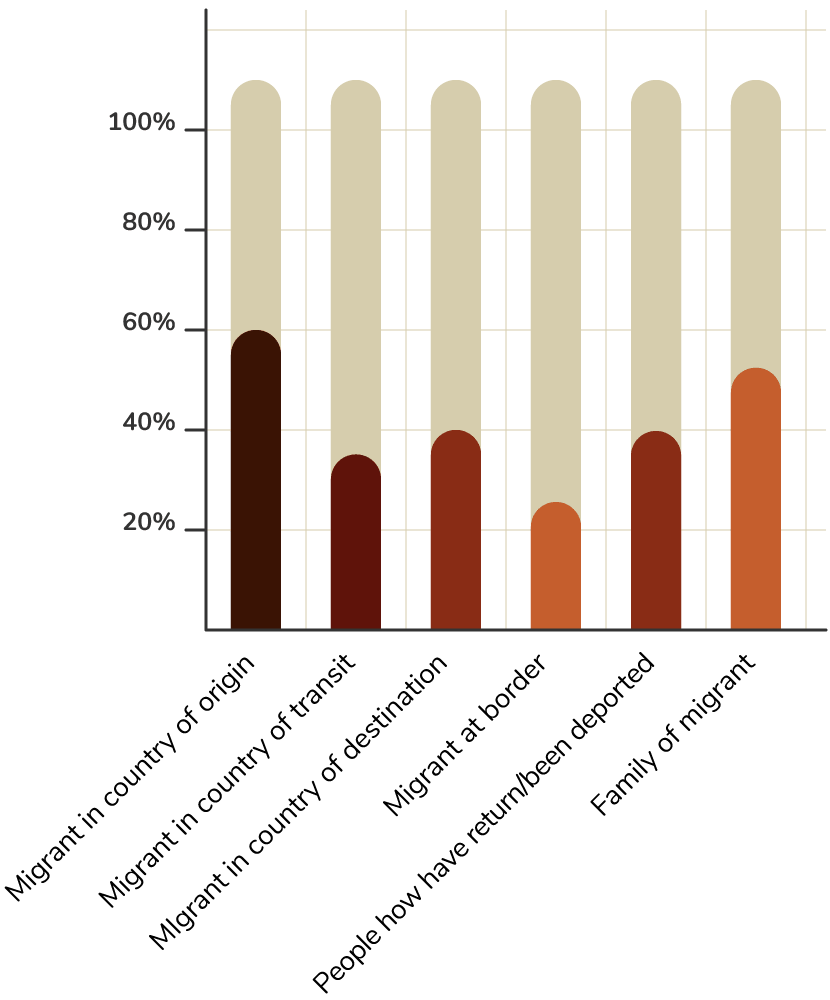 100%
80%
60%
40%
20%
Migrant in country of origin
Migrant in country of transit
MIgrant in country of destination
Migrant at border
People how have return/been deported
Family of migrant